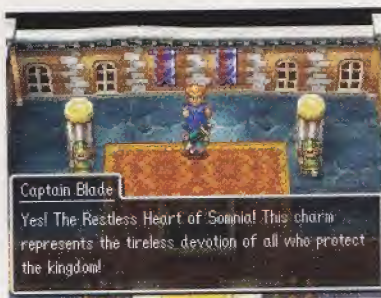 Captain Blade
Yes! The Restless Heart of Somnia! This charm
represents the tireless devotion of all who protect
the kingdom!